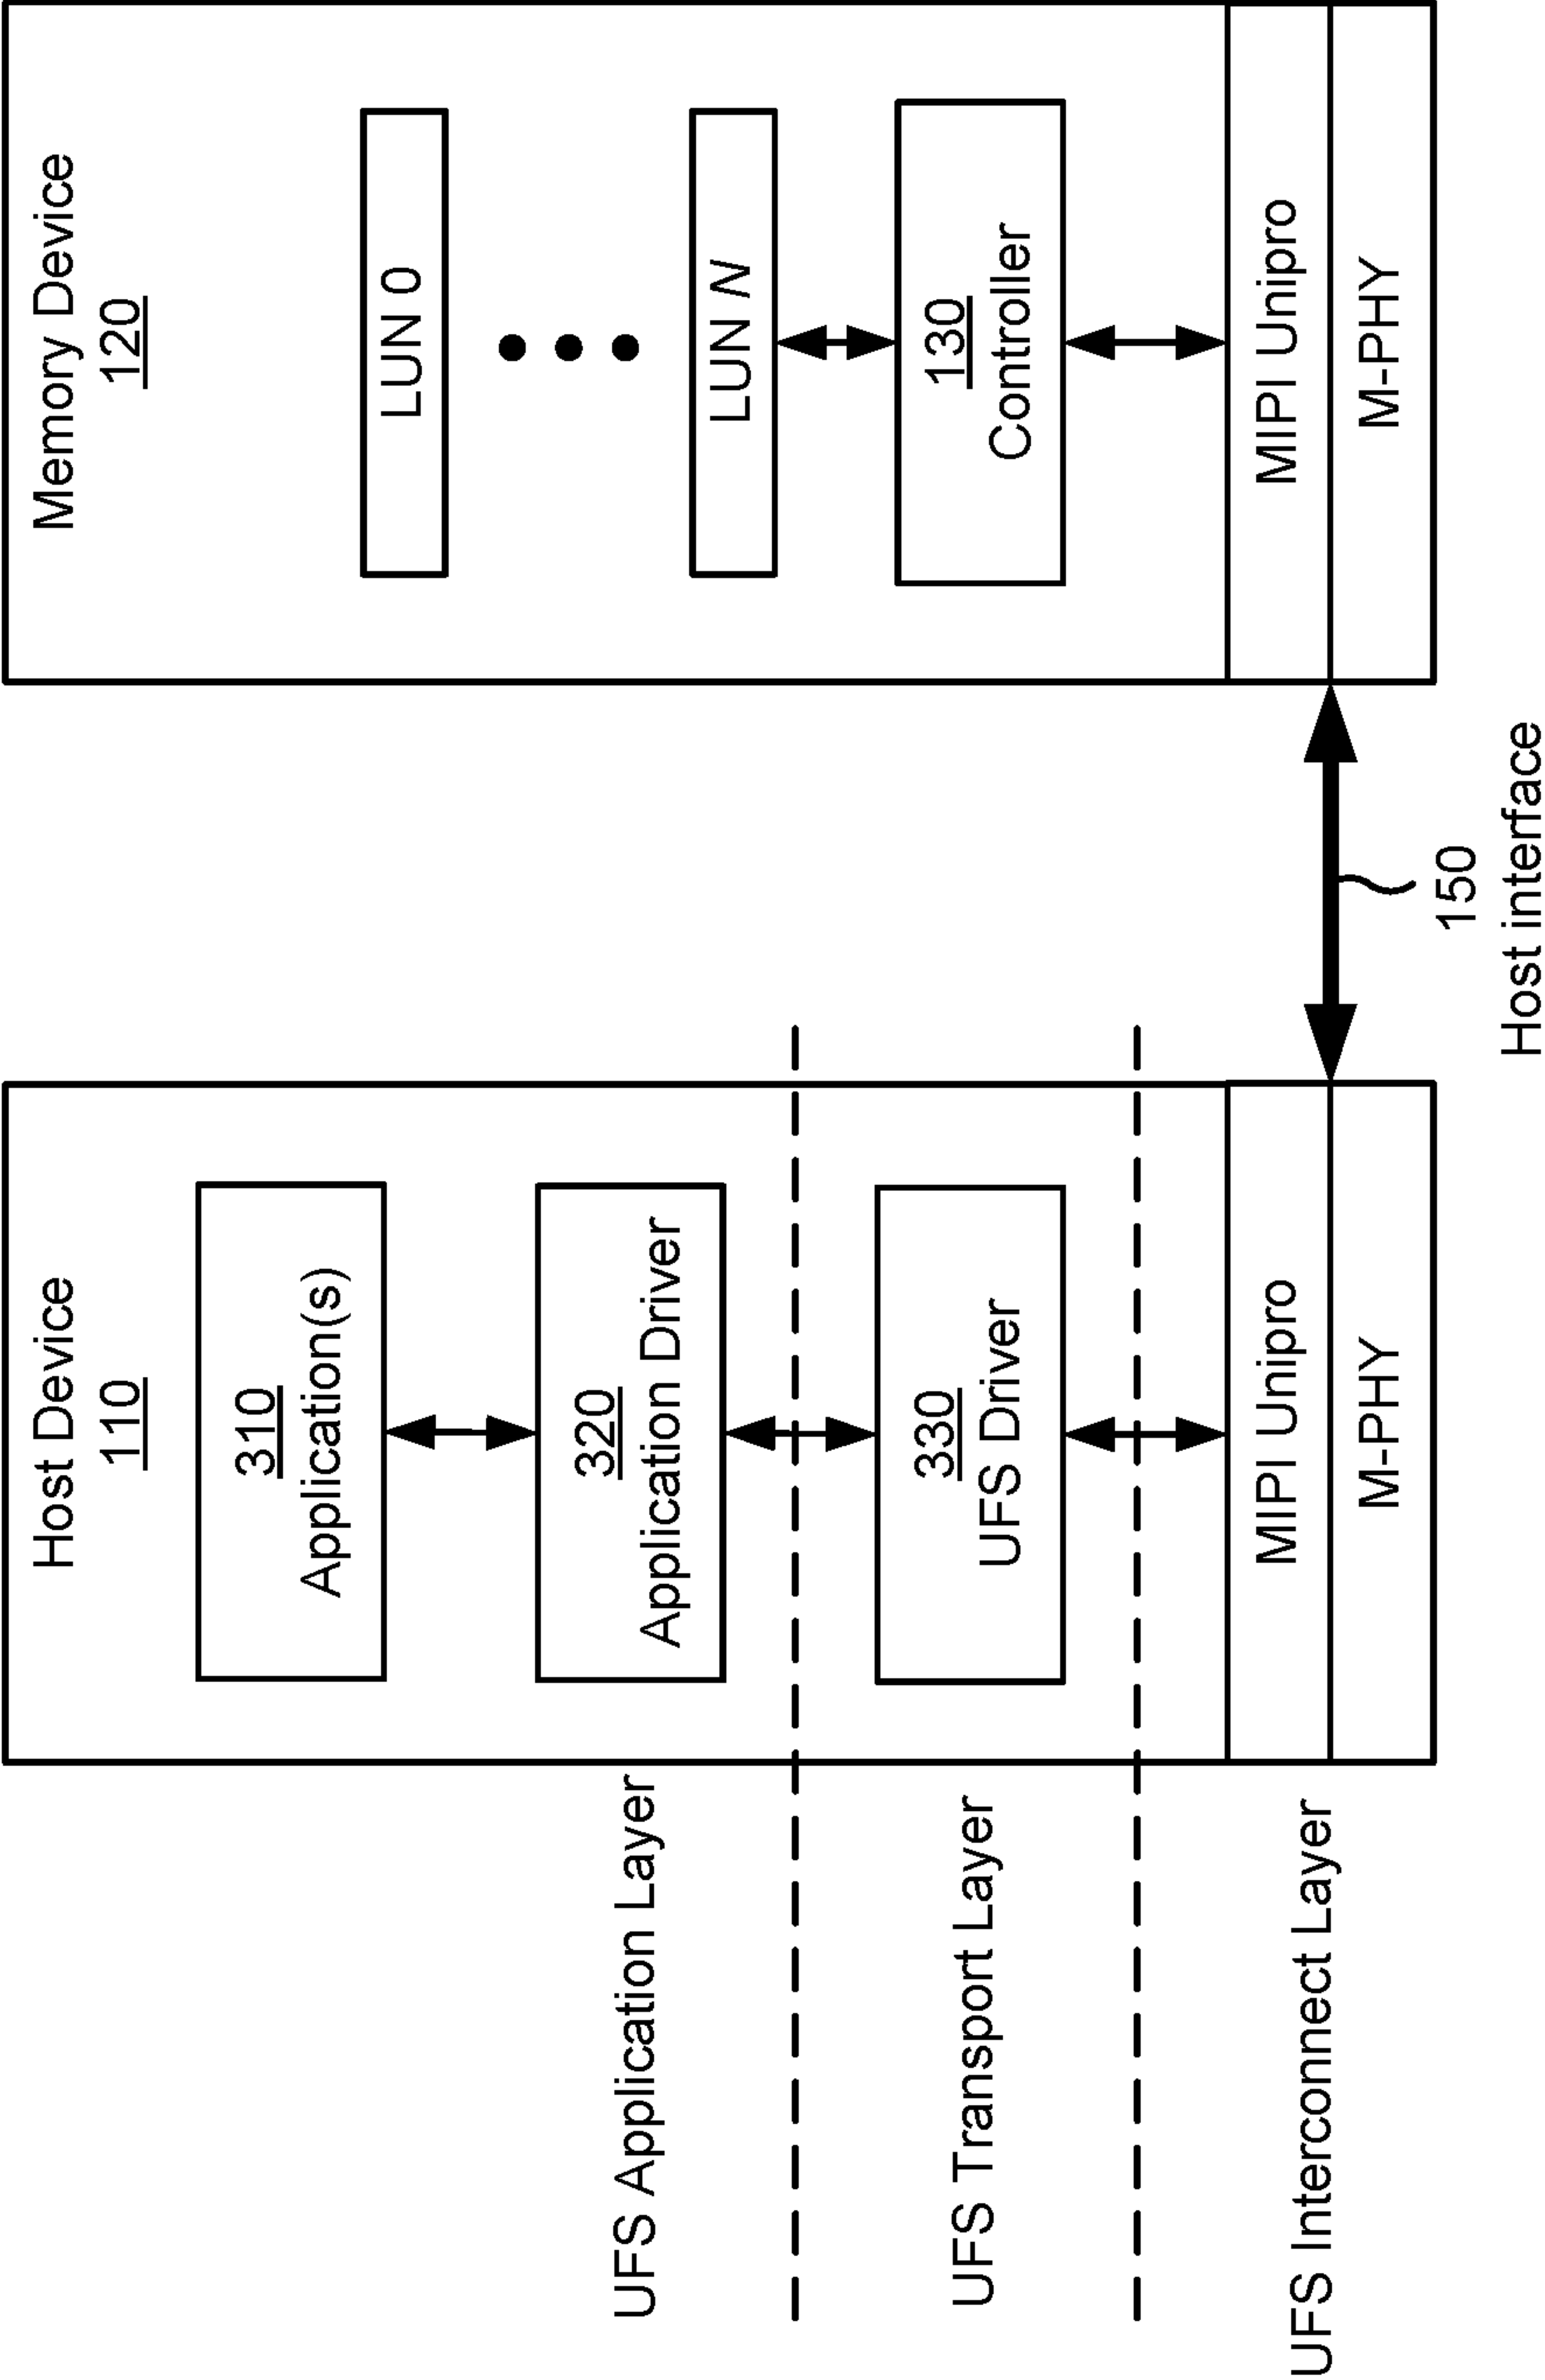 Host Device
110
310
Application(s)
320
Application Driver
330
UFS Driver
MIPI Unipro
M-PHY
UFS Application Layer
UFS Transport Layer
UFS Interconnect Layer
150
Host interface
Memory Device
120
LUN 0
LUN N
130
Controller
MIPI Unipro
M-PHY